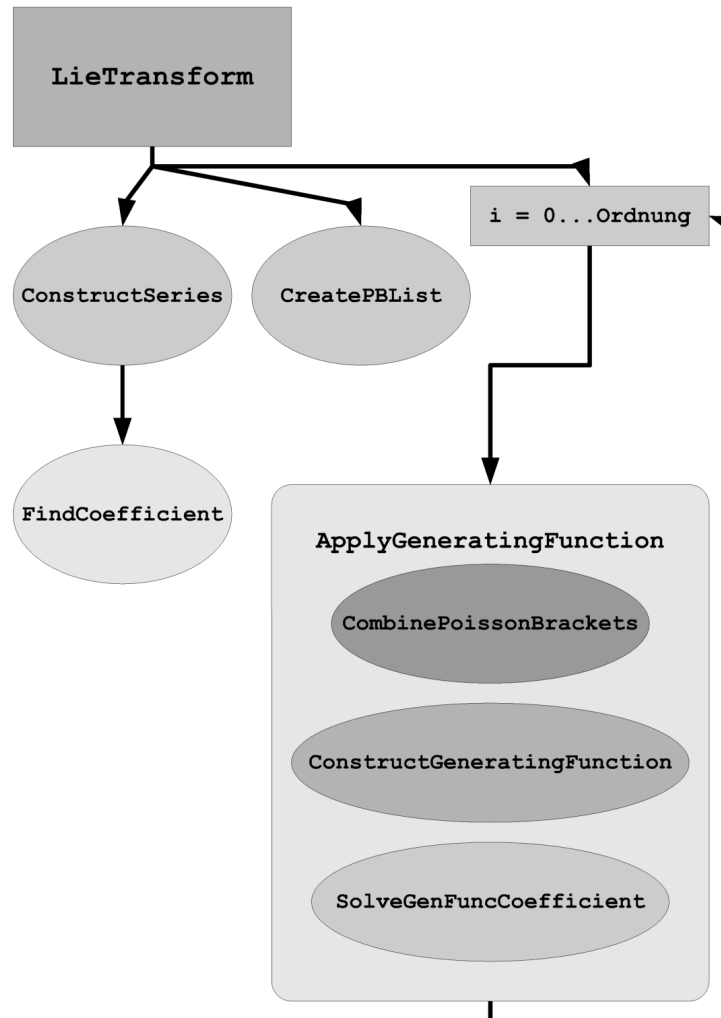 LieTransform
i = 0...Ordnung
ConstructSeries
CreatePBList
FindCoefficient
ApplyGeneratingFunction
CombinePoissonBrackets
ConstructGeneratingFunction
SolveGenFuncCoefficient